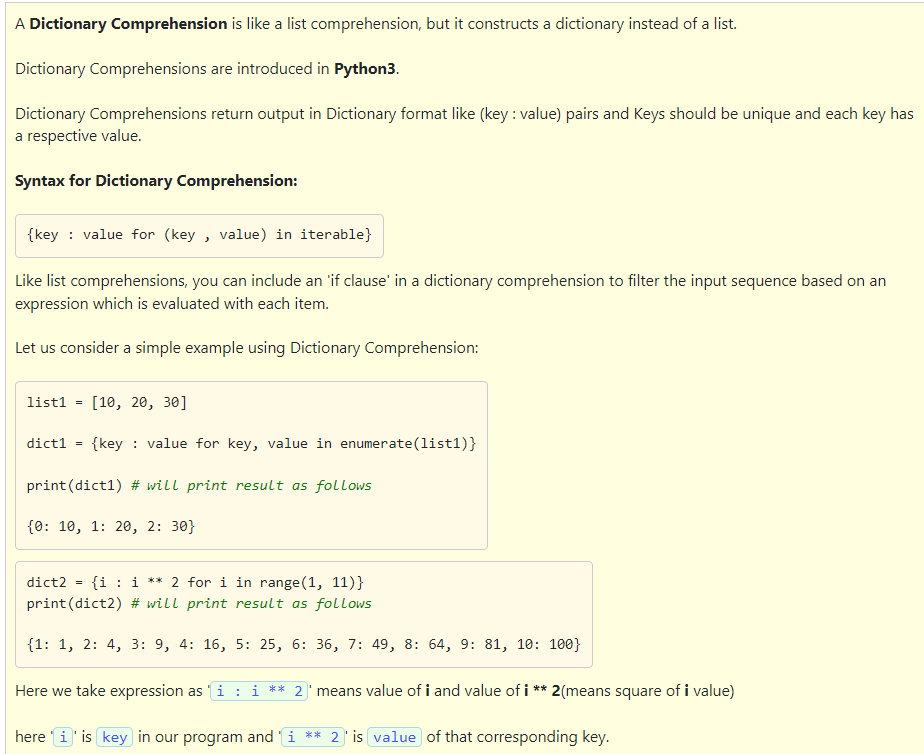 A Dictionary Comprehension is like a list comprehension, but it constructs a dictionary instead of a list.
Dictionary Comprehensions are introduced in Python3.
Dictionary Comprehensions return output in Dictionary format like (key : value) pairs and Keys should be unique and each key has
a respective value.
Syntax for Dictionary Comprehension:
{key : value for (key , value) in iterable}
Like list comprehensions, you can include an 'if clause' in a dictionary comprehension to filter the input sequence based on an
expression which is evaluated with each item.
Let us consider a simple example using Dictionary Comprehension:
list1 = [10, 20, 30]
dict1 = {key : value for key, value in enumerate(list1)}
print(dict1) # will print result as follows
{0: 10, 1: 20, 2: 30}
dict2 = {i : i ** 2 for i in range(1, 11)}
print(dict2) # will print result as follows
{1: 1, 2: 4, 3: 9, 4: 16, 5: 25, 6: 36, 7: 49, 8: 64, 9: 81, 10: 100}
Here we take expression as 'i : i ** 2' means value of i and value of i ** 2(means square of i value)
here 'i' is key in our program and 'i ** 2' is value of that corresponding key.